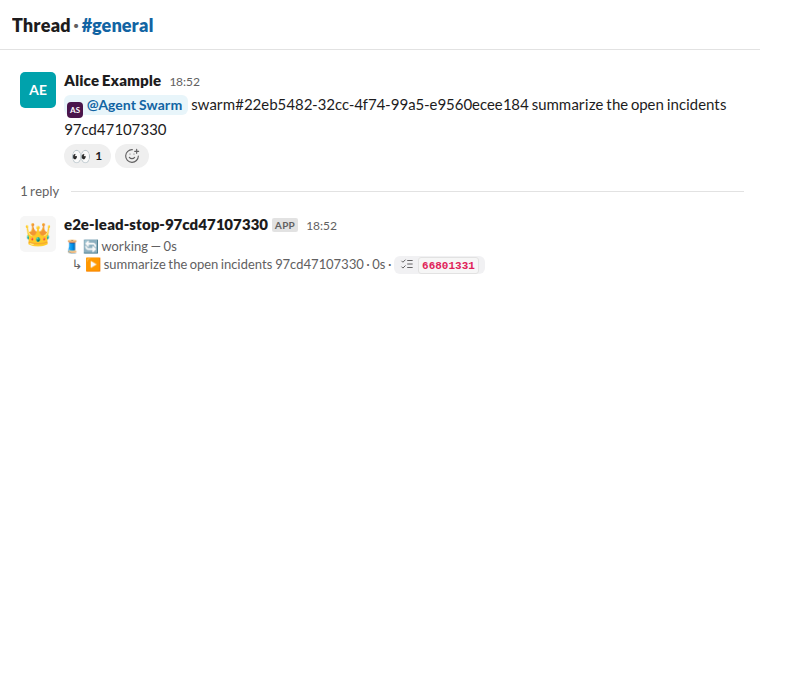 Thread • #general
AE
Alice Example 18:52
AS @Agent Swarm swarm#22eb5482-32cc-4f74-99a5-e9560ecee184 summarize the open incidents
97cd47107330
1
1 reply
e2e-lead-stop-97cd47107330 APP 18:52
working — 0s
↳ summarize the open incidents 97cd47107330 · 0s · 66801331